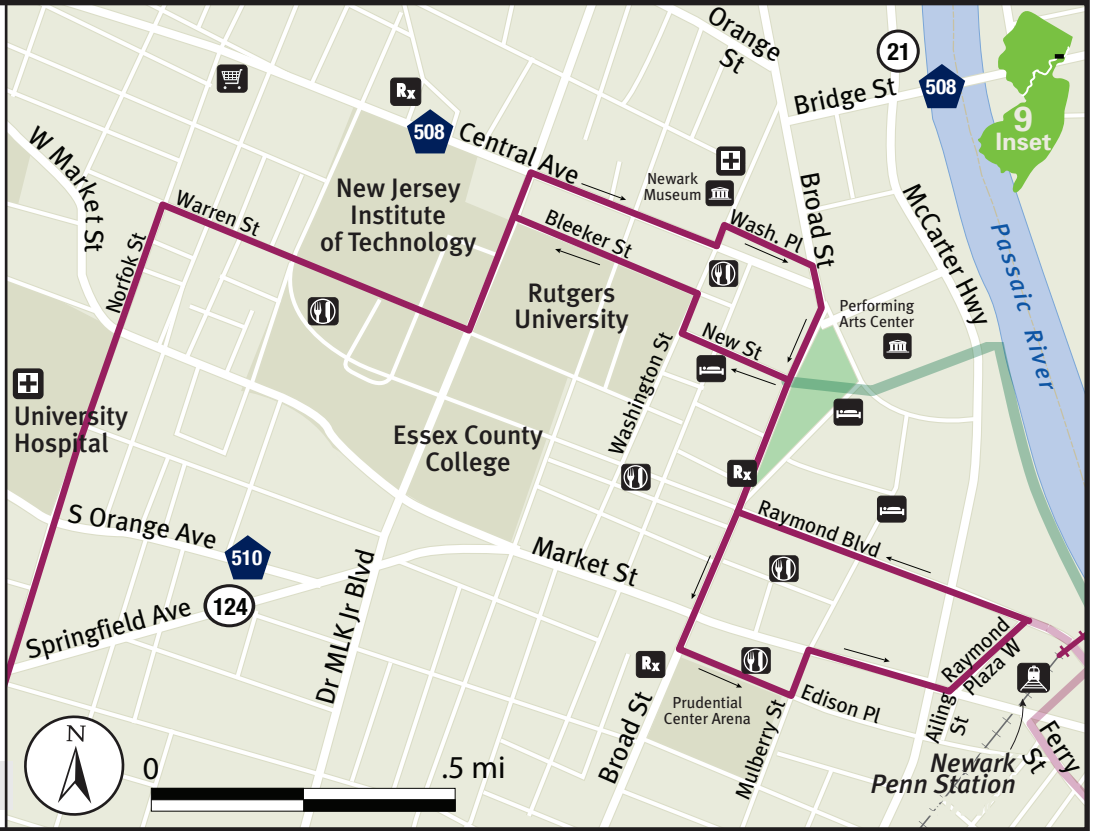 Orange
St
21
508
Bridge St
9
Inset
Rx
508
Central Ave
W Market St
Newark
Museum
New Jersey
Institute
of Technology
Warren St
Norfok St
Bleeker St
Wash. Pl
Broad St
McCarter Hwy
Passaic River
Rutgers
University
Performing
Arts Center
New St
Washington St
University
Hospital
Essex County
College
Rx
S Orange Ave
510
Raymond Blvd
Market St
124
Springfield Ave
Dr MLK Jr Blvd
Raymond
Plaza W
Rx
Prudential
Center Arena
Edison Pl
Mulberry St
Broad St
Ailing
St
Ferry
St
Newark
Penn Station
N
0
.5 mi